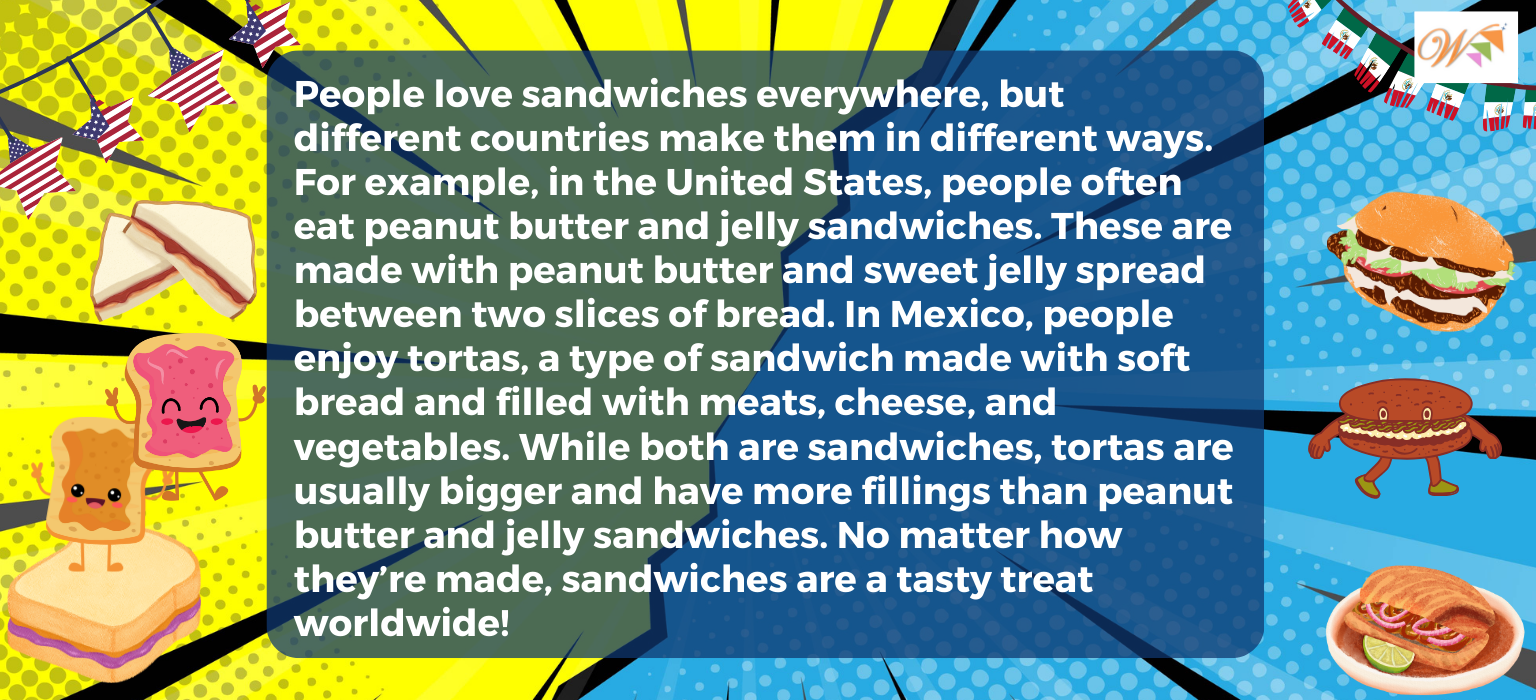 People love sandwiches everywhere, but
different countries make them in different ways.
For example, in the United States, people often
eat peanut butter and jelly sandwiches. These are
made with peanut butter and sweet jelly spread
between two slices of bread. In Mexico, people
enjoy tortas, a type of sandwich made with soft
bread and filled with meats, cheese, and
vegetables. While both are sandwiches, tortas are
usually bigger and have more fillings than peanut
butter and jelly sandwiches. No matter how
they’re made, sandwiches are a tasty treat
worldwide!
W